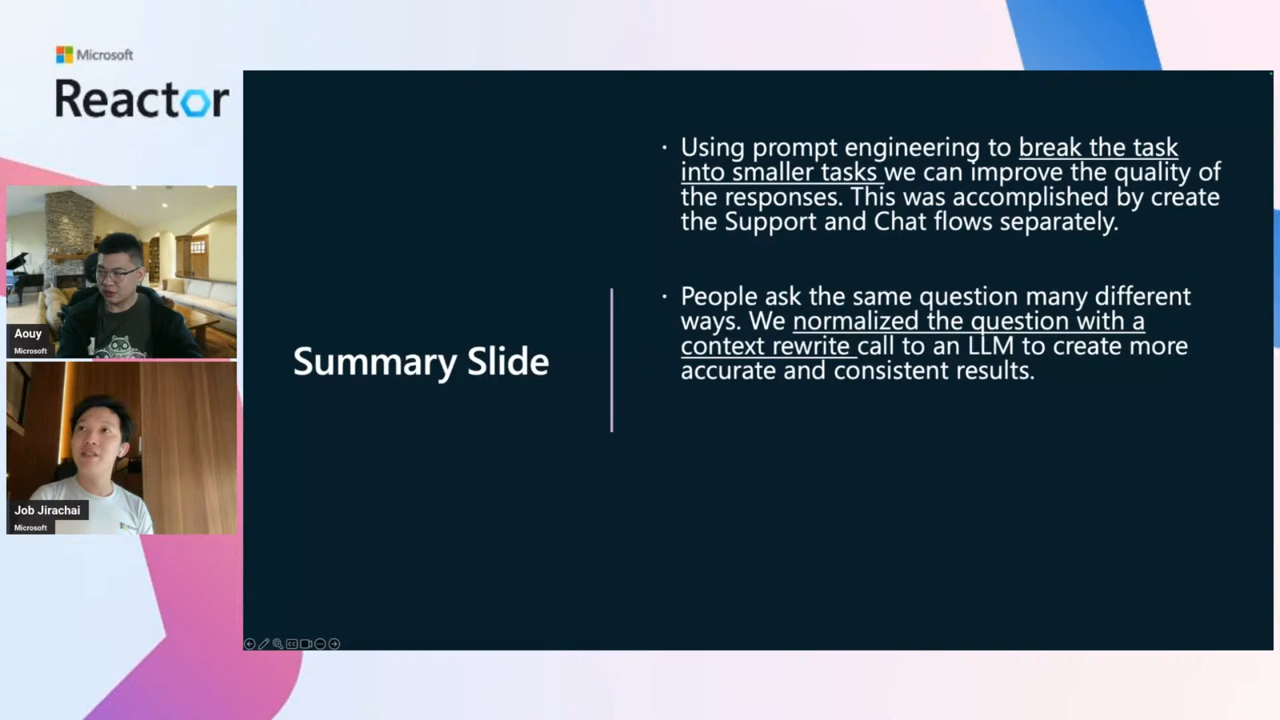 Microsoft
Reactor
Aouy
Microsoft
Job Jirachai
Microsoft
Summary Slide
· Using prompt engineering to break the task
into smaller tasks we can improve the quality of
the responses. This was accomplished by create
the Support and Chat flows separately.
· People ask the same question many different
ways. We normalized the question with a
context rewrite call to an LLM to create more
accurate and consistent results.